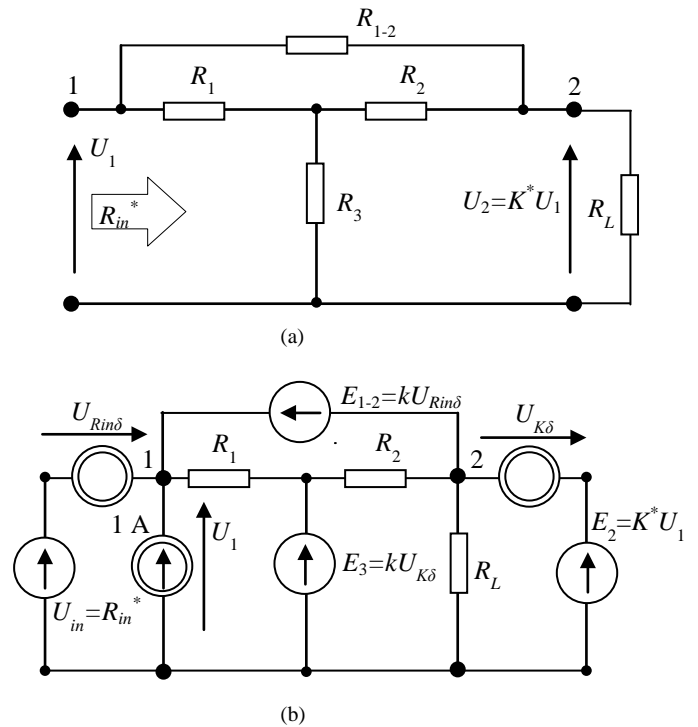 R1-2
1
R1
R2
2
U1
Rin*
R3
U2=K*U1
RL
(a)
E1-2=kURinδ
URinδ
UKδ
1
R1
R2
2
1 A
U1
E2=K*U1
E3=kUKδ
RL
Uin=Rin*
(b)